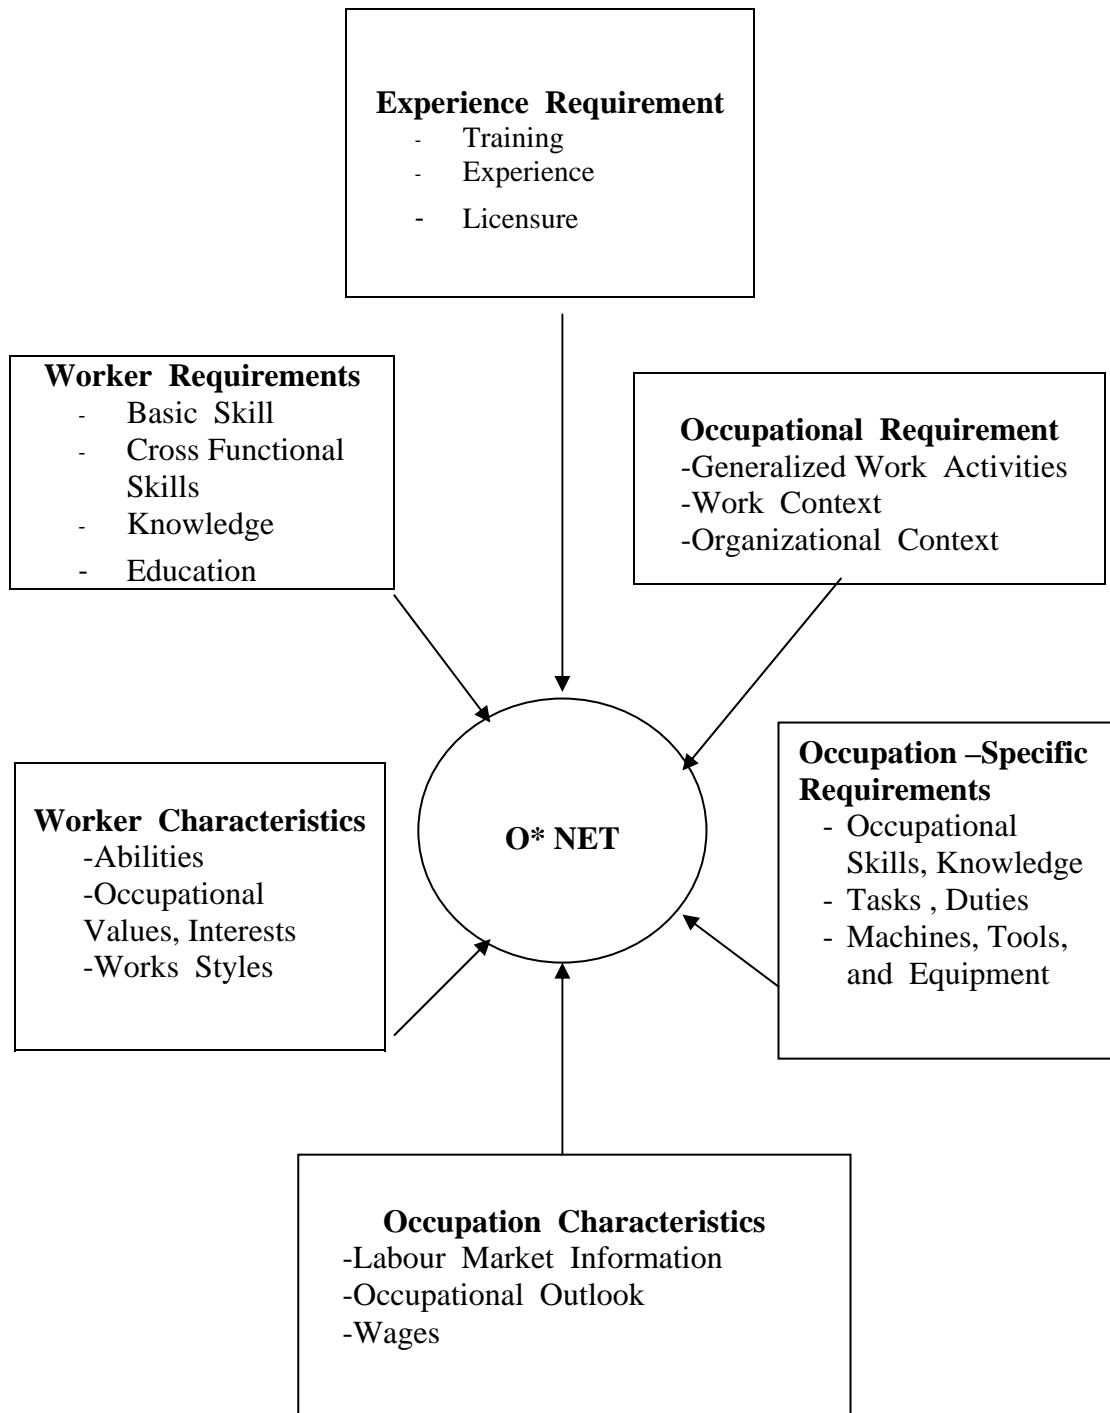 Experience Requirement
- Training
- Experience
- Licensure
Worker Requirements
- Basic Skill
- Cross Functional
Skills
- Knowledge
- Education
Occupational Requirement
-Generalized Work Activities
-Work Context
-Organizational Context
Worker Characteristics
-Abilities
-Occupational
Values, Interests
-Works Styles
O* NET
Occupation –Specific
Requirements
- Occupational
Skills, Knowledge
- Tasks , Duties
- Machines, Tools,
and Equipment
Occupation Characteristics
-Labour Market Information
-Occupational Outlook
-Wages